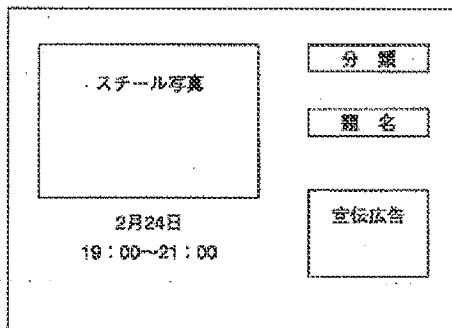 スチール写真
2月24日
19:00〜21:00
分類
題名
宣伝広告